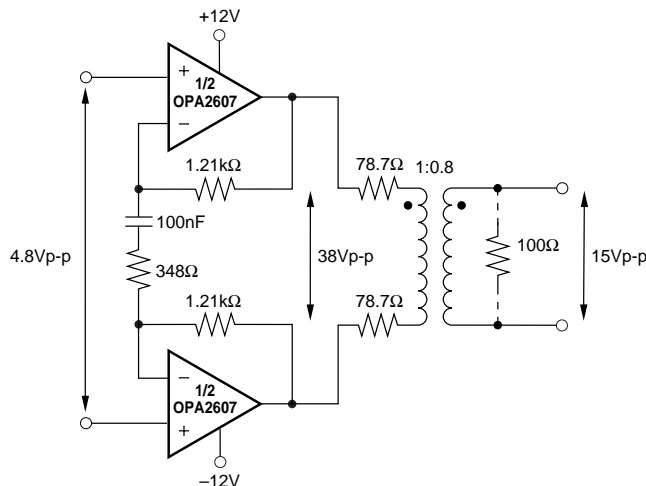 +12V
+
1/2
OPA2607
−
1.21kΩ
78.7Ω
1:0.8
100nF
4.8Vp-p
348Ω
38Vp-p
100Ω
15Vp-p
1.21kΩ
78.7Ω
−
1/2
OPA2607
+
–12V